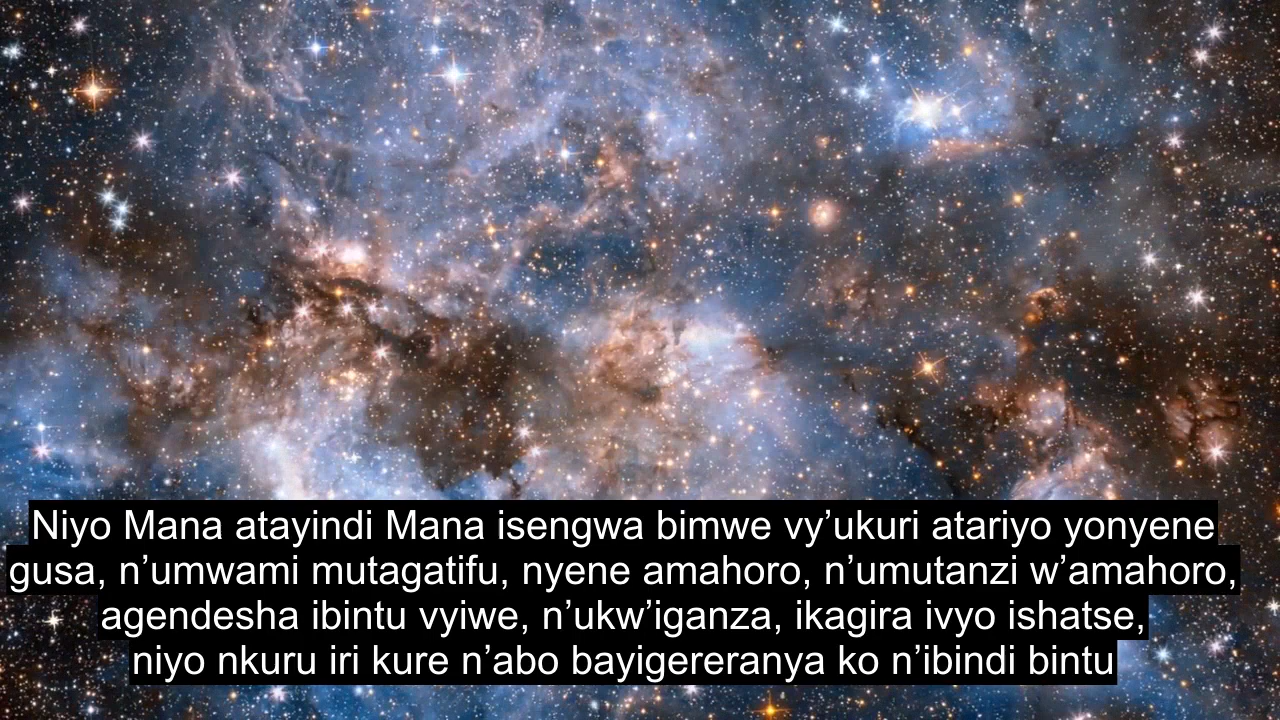 Niyo Mana atayindi Mana isengwa bimwe vy’ukuri atariyo yonyene
gusa, n’umwami mutagatifu, nyene amahoro, n’umutanzi w’amahoro,
agendesha ibintu vyiwe, n’ukw’iganza, ikagira ivyo ishatse,
niyo nkuru iri kure n’abo bayigereranya ko n’ibindi bintu